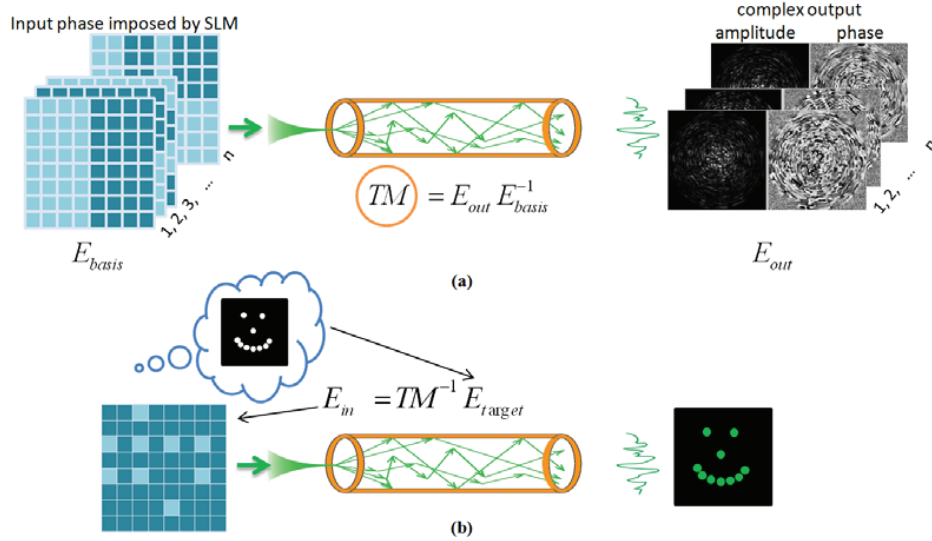 Input phase imposed by SLM
complex output
amplitude phase
1, 2, 3, ... n
TM = E_out E_basis^-1
1, 2, ... n
E_basis
E_out
(a)
E_in = TM^-1 E_target
(b)